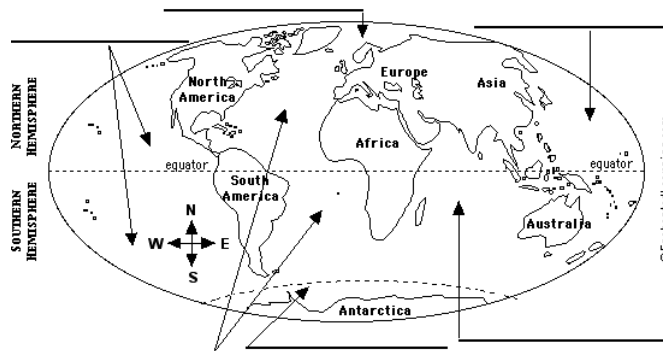 North
America
Europe
Asia
NORTHERN
HEMISPHERE
Africa
equator
equator
South
America
SOUTHERN
HEMISPHERE
N
W E
S
Australia
Antarctica